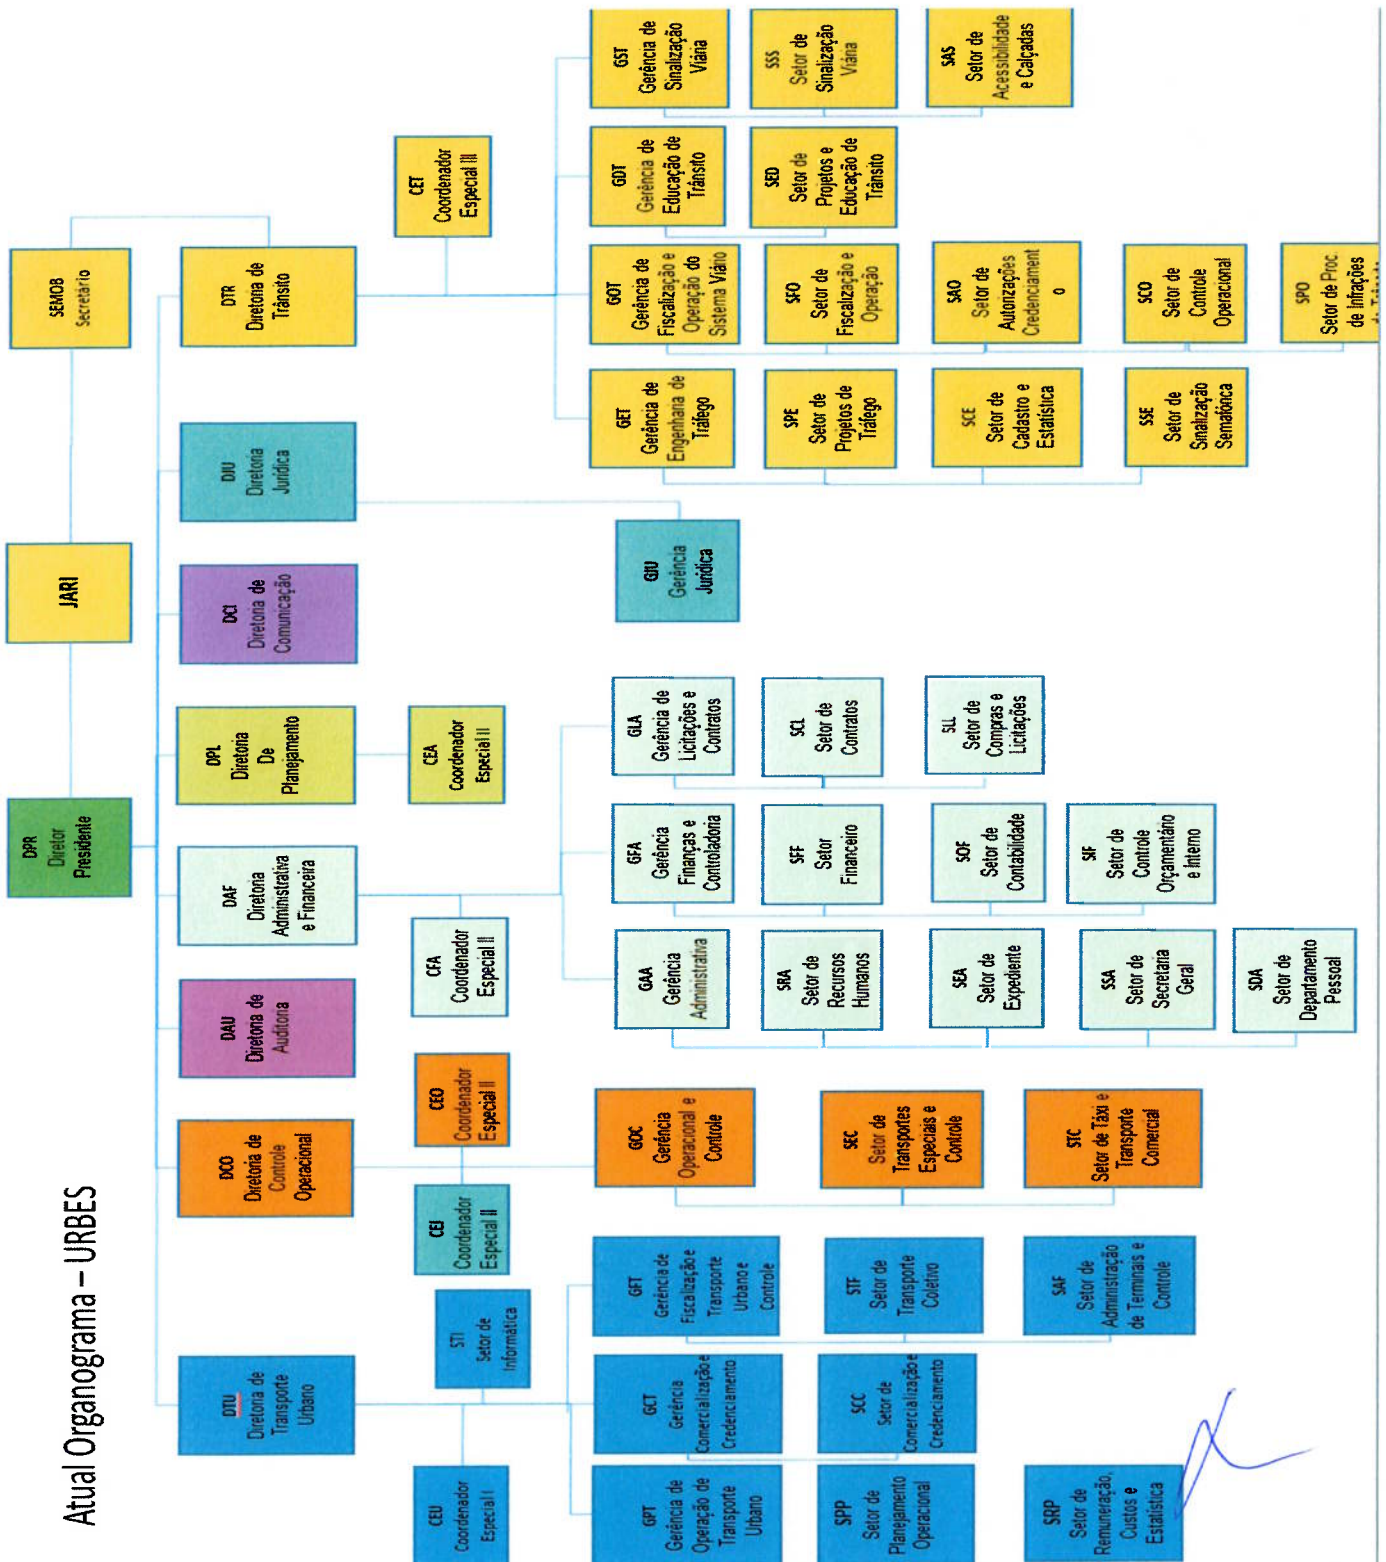 Atual Organograma – URBES
DPR
Diretor
Presidente
JARI
SEMOB
Secretário
DTU
Diretoria de
Transporte
Urbano
DCO
Diretoria de
Controle
Operacional
DAU
Diretoria de
Auditoria
DAF
Diretoria
Administrativa
e Financeira
DPL
Diretoria
De
Planejamento
DCI
Diretoria de
Comunicação
DJU
Diretoria
Jurídica
DTR
Diretoria de
Trânsito
CEU
Coordenador
Especial I
STI
Setor de
Informática
CEJ
Coordenador
Especial II
CEO
Coordenador
Especial II
CFA
Coordenador
Especial II
CEA
Coordenador
Especial II
CET
Coordenador
Especial III
GPT
Gerência de
Operação de
Transporte
Urbano
GCT
Gerência
Comercialização e
Credenciamento
GFT
Gerência de
Fiscalização e
Transporte
Urbano e
Controle
GOC
Gerência
Operacional e
Controle
GAA
Gerência
Administrativa
GFA
Gerência
Finanças e
Controladoria
GLA
Gerência de
Licitações e
Contratos
GJU
Gerência
Jurídica
GET
Gerência de
Engenharia de
Tráfego
GOT
Gerência de
Fiscalização e
Operação do
Sistema Viário
GDT
Gerência de
Educação de
Trânsito
GST
Gerência de
Sinalização
Viária
SPP
Setor de
Planejamento
Operacional
SCC
Setor de
Comercialização e
Credenciamento
STF
Setor de
Transporte
Coletivo
SEC
Setor de
Transportes
Especiais e
Controle
SRA
Setor de
Recursos
Humanos
SFF
Setor
Financeiro
SCL
Setor de
Contratos
SPE
Setor de
Projetos de
Tráfego
SFO
Setor de
Fiscalização e
Operação
SED
Setor de
Projetos e
Educação de
Trânsito
SSS
Setor de
Sinalização
Viária
SRP
Setor de
Remuneração,
Custos e
Estatística
SAF
Setor de
Administração
de Terminais e
Controle
STC
Setor de Táxi e
Transporte
Comercial
SEA
Setor de
Expediente
SOF
Setor de
Contabilidade
SLL
Setor de
Compras e
Licitações
SCE
Setor de
Cadastro e
Estatística
SAO
Setor de
Autorizações
Credenciament
o
SAS
Setor de
Acessibilidade
e Calçadas
SSA
Setor de
Secretaria
Geral
SIF
Setor de
Controle
Orçamentário
e Interno
SSE
Setor de
Sinalização
Semafórica
SCO
Setor de
Controle
Operacional
SDA
Setor de
Departamento
Pessoal
SPO
Setor de Proc.
de Infrações